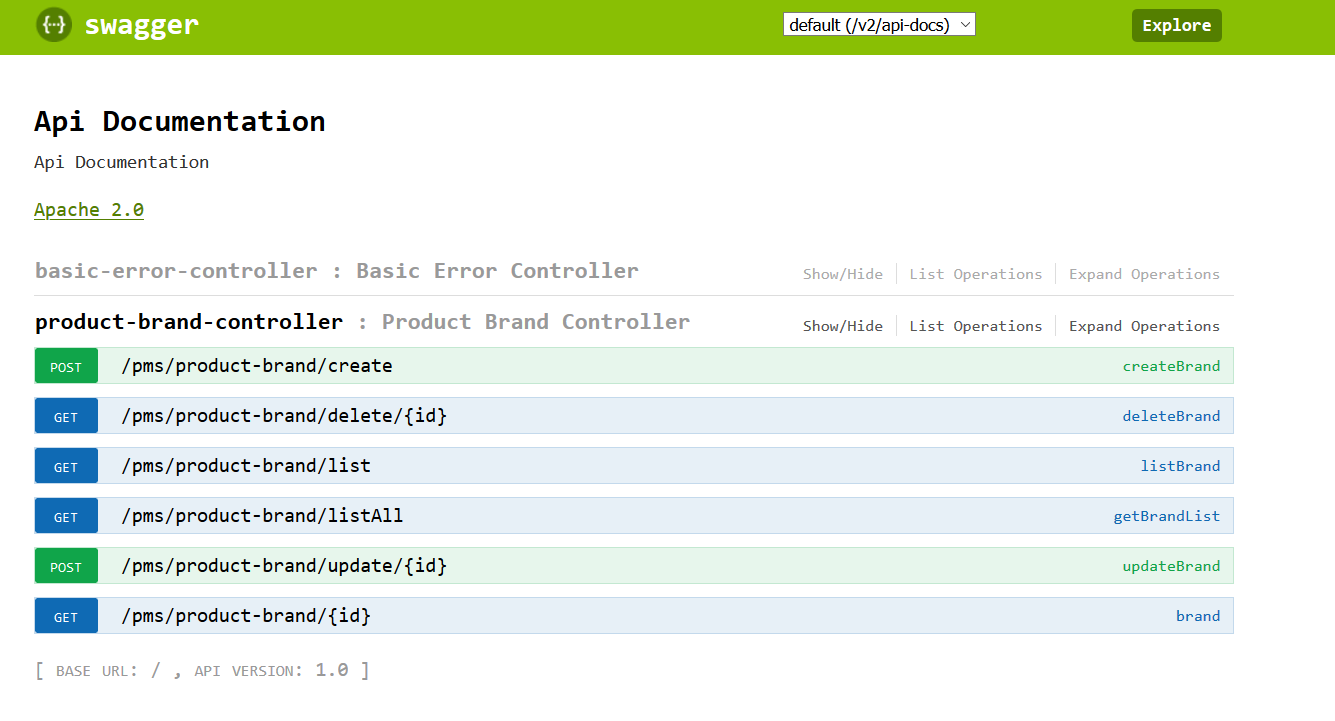 {···} swagger default (/v2/api-docs) Explore
Api Documentation
Api Documentation
Apache 2.0
basic-error-controller : Basic Error Controller Show/Hide List Operations Expand Operations
product-brand-controller : Product Brand Controller Show/Hide List Operations Expand Operations
POST /pms/product-brand/create createBrand
GET /pms/product-brand/delete/{id} deleteBrand
GET /pms/product-brand/list listBrand
GET /pms/product-brand/listAll getBrandList
POST /pms/product-brand/update/{id} updateBrand
GET /pms/product-brand/{id} brand
[ BASE URL: / , API VERSION: 1.0 ]